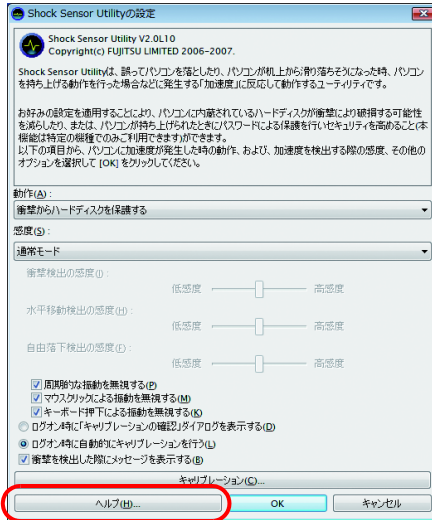 Shock Sensor Utilityの設定
Shock Sensor Utility V2.0L10
Copyright(c) FUJITSU LIMITED 2006-2007.
Shock Sensor Utilityは、誤ってパソコンを落としたり、パソコンが机上から滑り落ちそうになった時、パソコン
を持ち上げる動作を行った場合などに発生する「加速度」に反応して動作するユーティリティです。
お好みの設定を適用することにより、パソコンに内蔵されているハードディスクが衝撃により破損する可能性
を減らしたり、または、パソコンが持ち上げられたときにパスワードによる保護を行いセキュリティを高めること(本
機能は特定の機種でのみご利用できます)ができます。
以下の項目から、パソコンに加速度が発生した時の動作、および、加速度を検出する際の感度、その他の
オプションを選択して [OK] をクリックしてください。
動作(A) :
衝撃からハードディスクを保護する
感度(S) :
通常モード
衝撃検出の感度(I) :
低感度 高感度
水平移動検出の感度(H) :
低感度 高感度
自由落下検出の感度(F) :
低感度 高感度
周期的な振動を無視する(P)
マウスクリックによる振動を無視する(M)
キーボード押下による振動を無視する(K)
ログオン時に「キャリブレーションの確認」ダイアログを表示する(D)
ログオン時に自動的にキャリブレーションを行う(L)
衝撃を検出した際にメッセージを表示する(B)
キャリブレーション(C)...
ヘルプ(H)... OK キャンセル